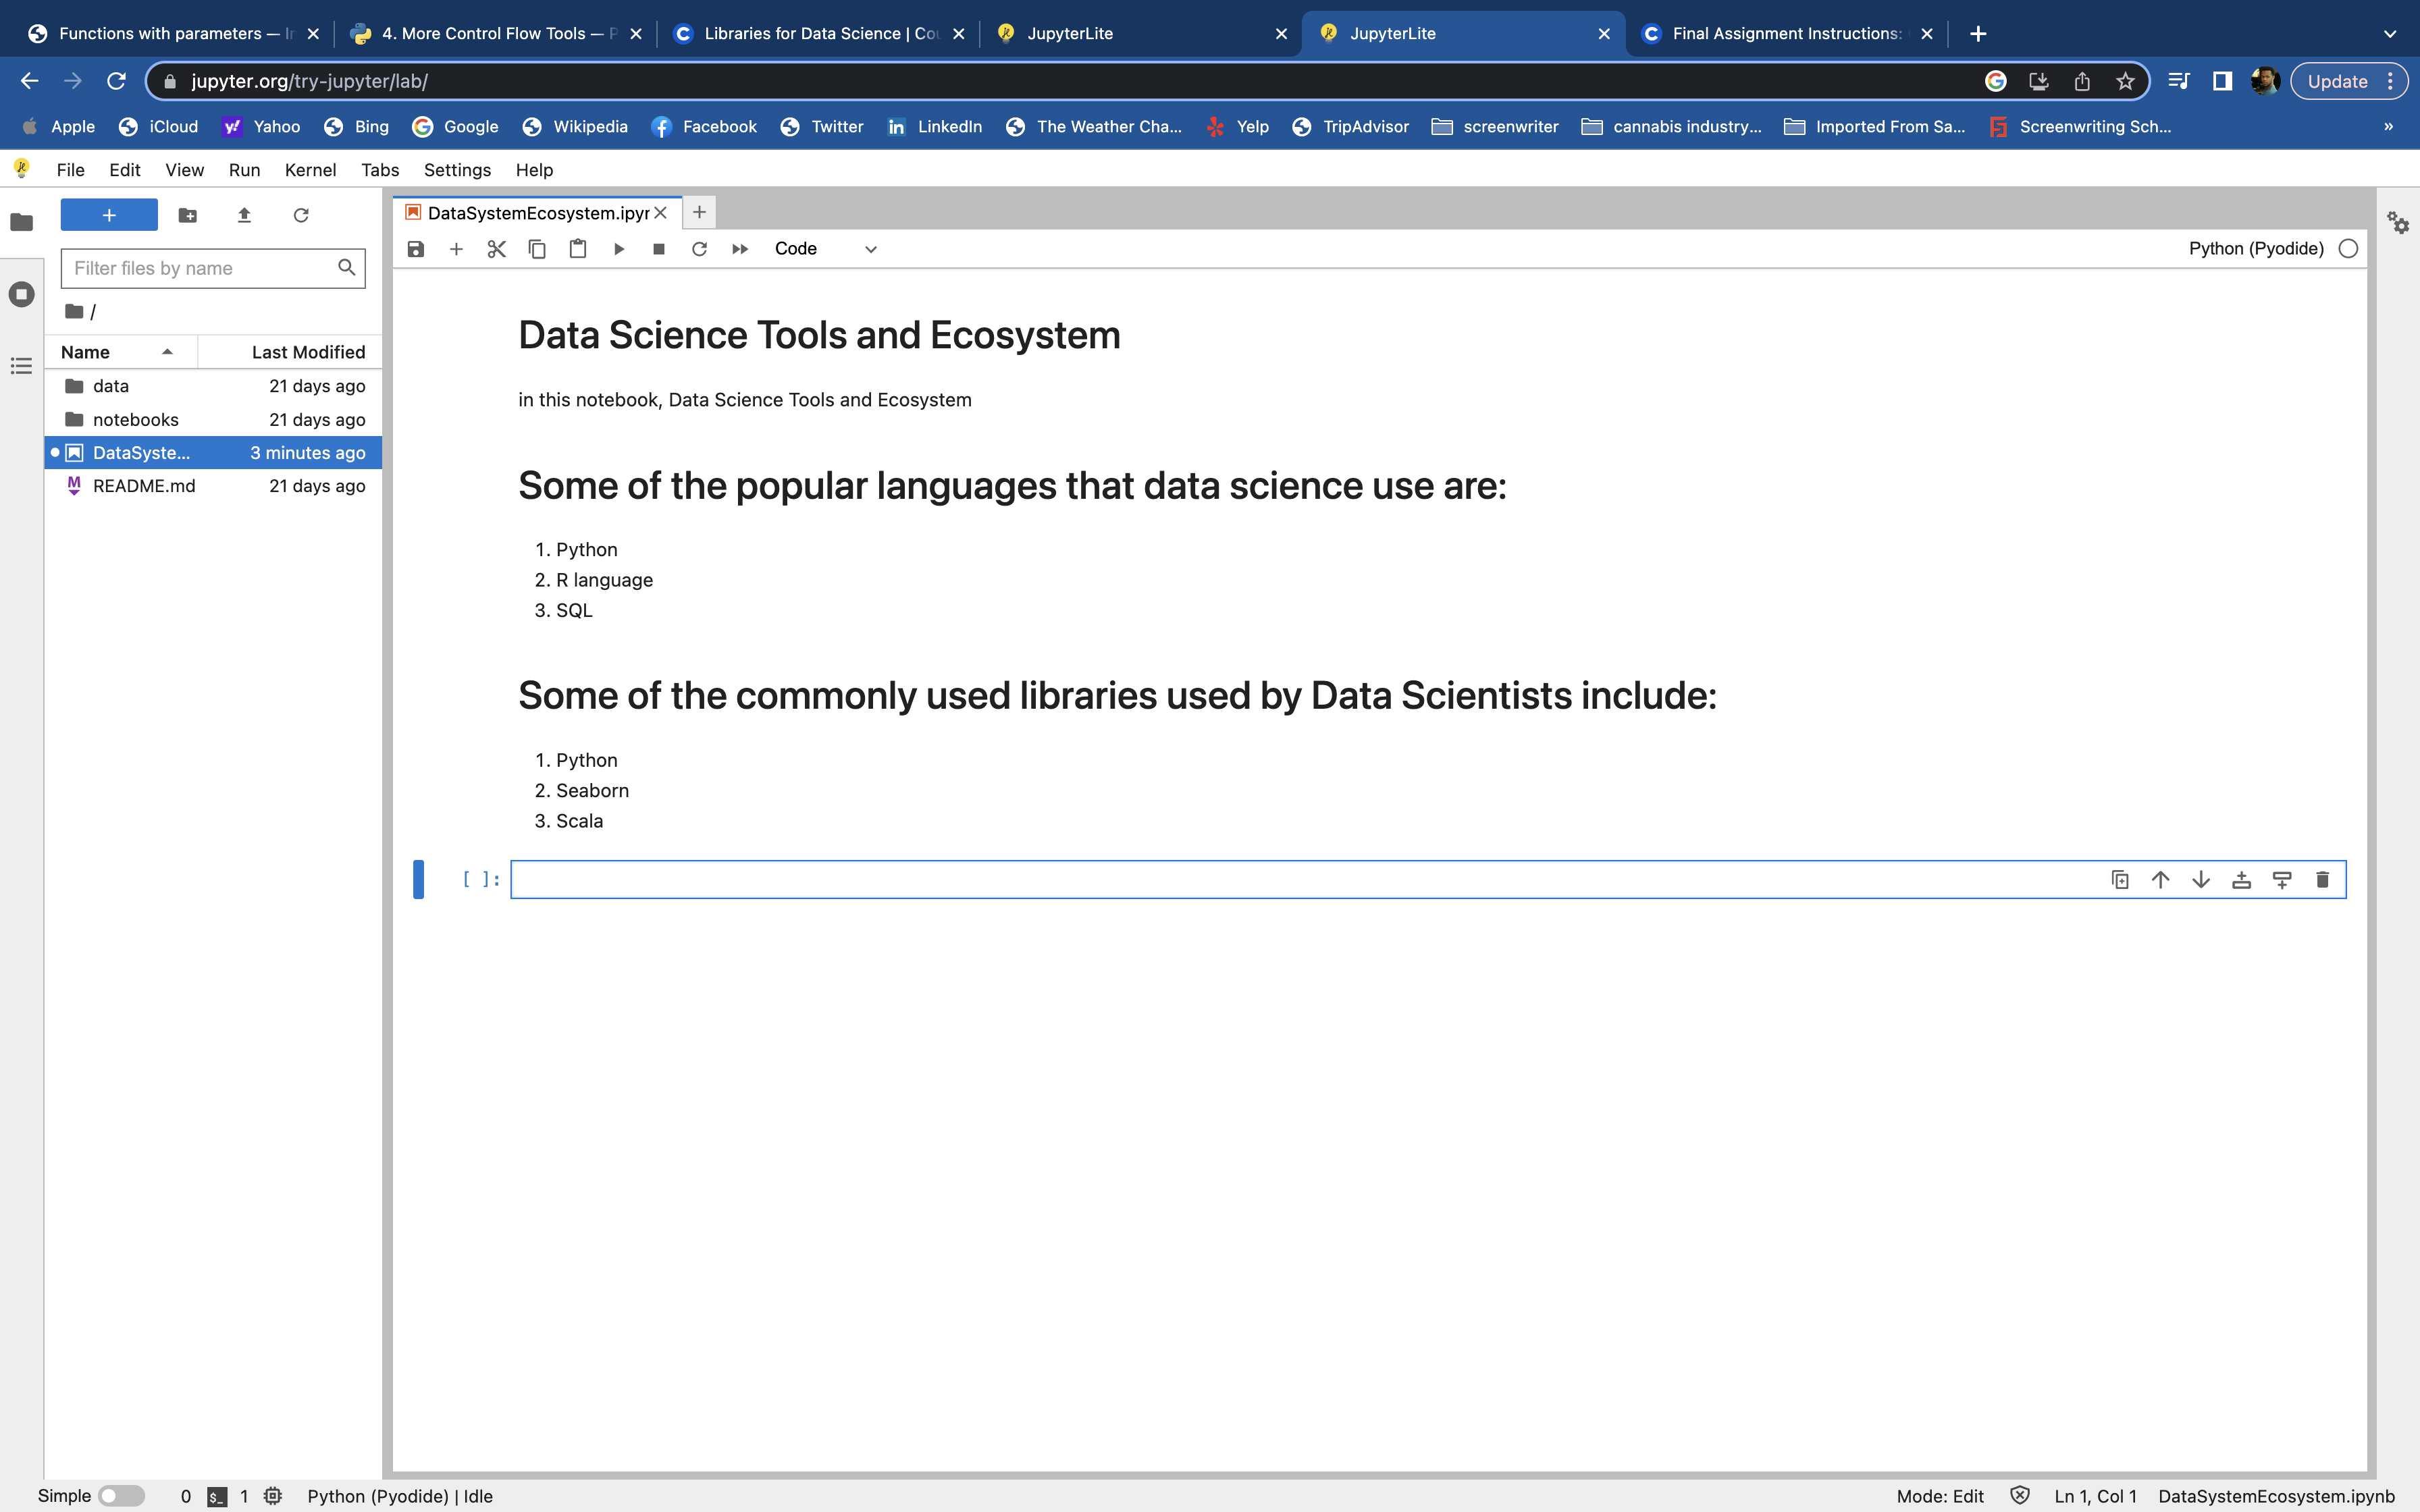 Functions with parameters — In
4. More Control Flow Tools — P
Libraries for Data Science | Cou
JupyterLite
JupyterLite
Final Assignment Instructions:
jupyter.org/try-jupyter/lab/
Update
Apple
iCloud
Yahoo
Bing
Google
Wikipedia
Facebook
Twitter
LinkedIn
The Weather Cha...
Yelp
TripAdvisor
screenwriter
cannabis industry...
Imported From Sa...
Screenwriting Sch...
»
File Edit View Run Kernel Tabs Settings Help
DataSystemEcosystem.ipyn
Code
Python (Pyodide)
Filter files by name
/
Name
Last Modified
data 21 days ago
notebooks 21 days ago
DataSyste... 3 minutes ago
README.md 21 days ago
Data Science Tools and Ecosystem
in this notebook, Data Science Tools and Ecosystem
Some of the popular languages that data science use are:
1. Python
2. R language
3. SQL
Some of the commonly used libraries used by Data Scientists include:
1. Python
2. Seaborn
3. Scala
[ ]:
Simple 0 $_ 1 Python (Pyodide) | Idle
Mode: Edit Ln 1, Col 1 DataSystemEcosystem.ipynb